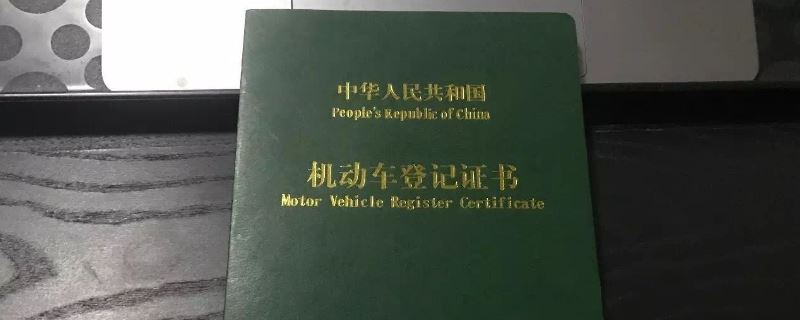 中华人民共和国
People's Republic of China
机动车登记证书
Motor Vehicle Register Certificate